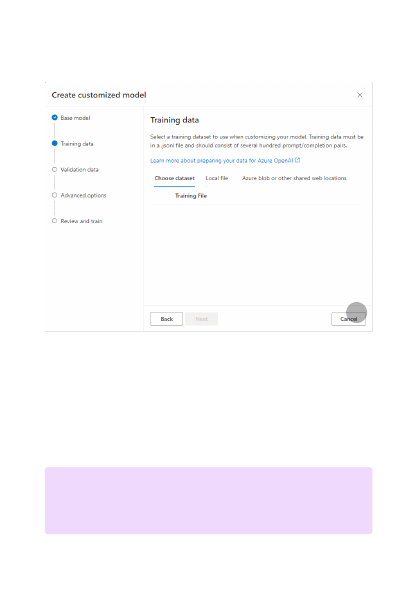 Create customized model
Base model
Training data
Validation data
Advanced options
Review and train
Training data
Select a training dataset to use when customizing your model. Training data must be
in a .jsonl file and should consist of several hundred prompt/completion pairs.
Learn more about preparing your data for Azure OpenAI
Choose dataset Local file Azure blob or other shared web locations
Training File
Back Next Cancel